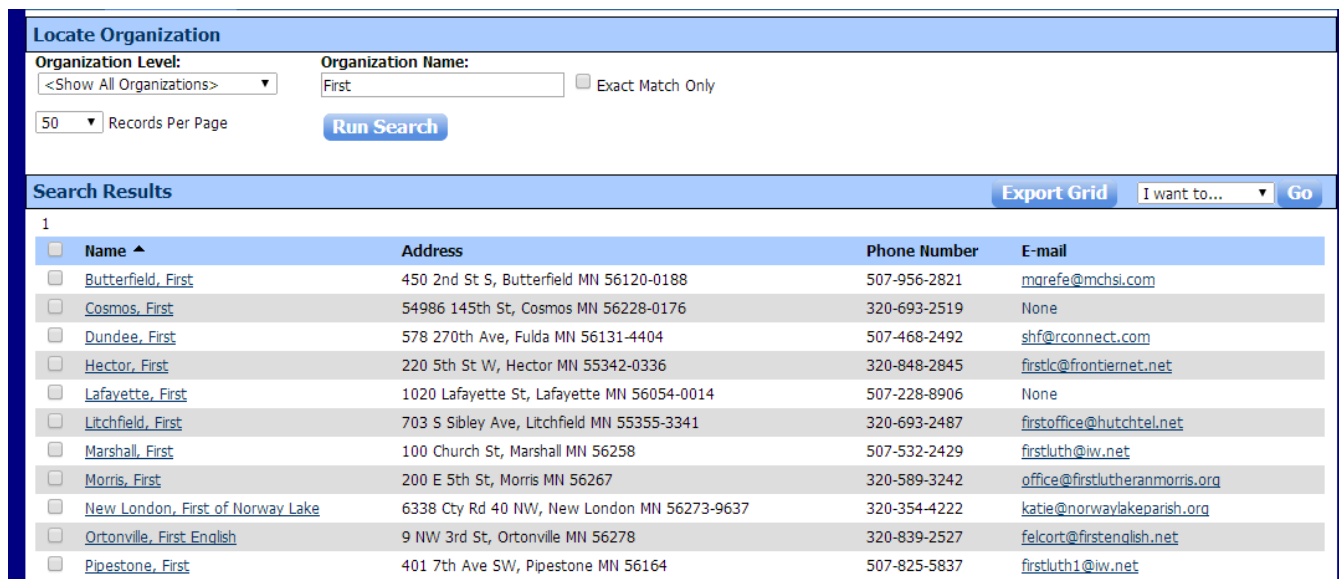 Locate Organization
Organization Level: Organization Name:
<Show All Organizations> First Exact Match Only
50 Records Per Page Run Search
Search Results Export Grid I want to... Go
1
Name Address Phone Number E-mail
Butterfield, First 450 2nd St S, Butterfield MN 56120-0188 507-956-2821 mgrefe@mchsi.com
Cosmos, First 54986 145th St, Cosmos MN 56228-0176 320-693-2519 None
Dundee, First 578 270th Ave, Fulda MN 56131-4404 507-468-2492 shf@rconnect.com
Hector, First 220 5th St W, Hector MN 55342-0336 320-848-2845 firstlc@frontiernet.net
Lafayette, First 1020 Lafayette St, Lafayette MN 56054-0014 507-228-8906 None
Litchfield, First 703 S Sibley Ave, Litchfield MN 55355-3341 320-693-2487 firstoffice@hutchtel.net
Marshall, First 100 Church St, Marshall MN 56258 507-532-2429 firstluth@iw.net
Morris, First 200 E 5th St, Morris MN 56267 320-589-3242 office@firstlutheranmorris.org
New London, First of Norway Lake 6338 Cty Rd 40 NW, New London MN 56273-9637 320-354-4222 katie@norwaylakeparish.org
Ortonville, First English 9 NW 3rd St, Ortonville MN 56278 320-839-2527 felcort@firstenglish.net
Pipestone, First 401 7th Ave SW, Pipestone MN 56164 507-825-5837 firstluth1@iw.net